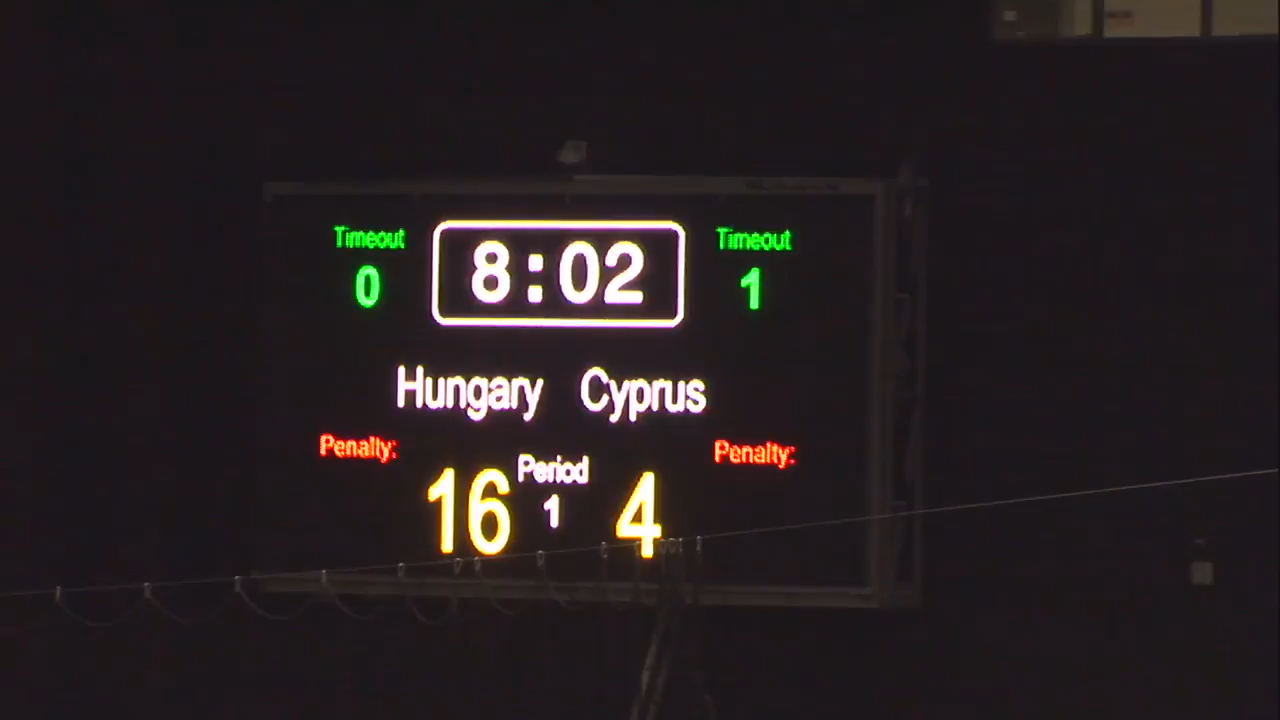 Timeout 8:02 Timeout
0 1
Hungary Cyprus
Penalty: Period Penalty:
16 1 4